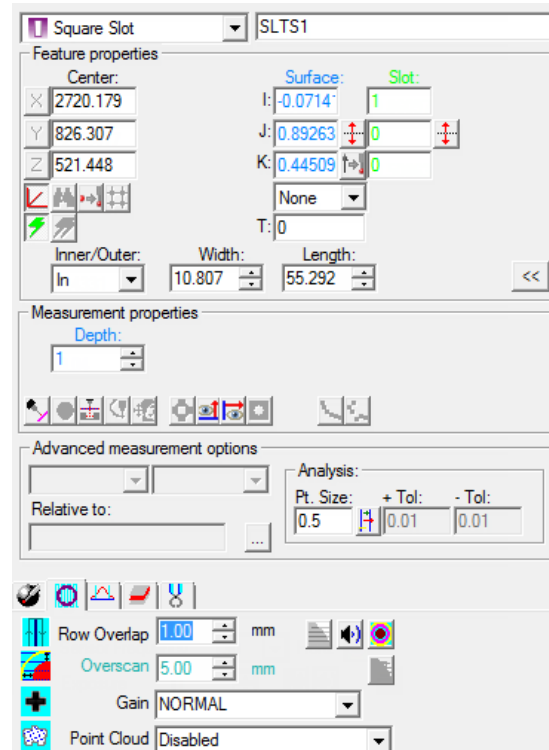 Square Slot SLTS1
Feature properties
Center: Surface: Slot:
X 2720.179 I: -0.0714 1
Y 826.307 J: 0.89263 0
Z 521.448 K: 0.44509 0
None
T: 0
Inner/Outer: Width: Length:
In 10.807 55.292 <<
Measurement properties
Depth:
1
Advanced measurement options
Analysis:
Pt. Size: + Tol: - Tol:
Relative to: 0.5 0.01 0.01
...
Row Overlap 1.00 mm
Overscan 5.00 mm
Gain NORMAL
Point Cloud Disabled